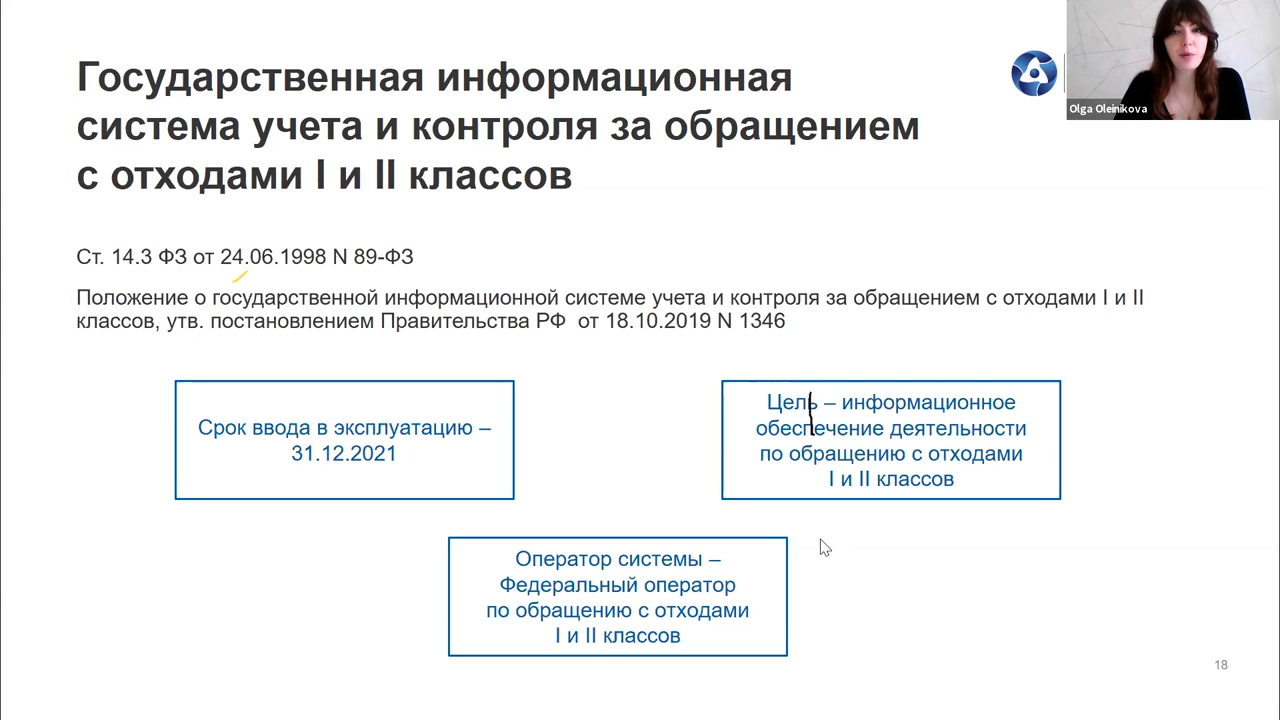 Государственная информационная
система учета и контроля за обращением
с отходами I и II классов
Olga Oleinikova
Ст. 14.3 ФЗ от 24.06.1998 N 89-ФЗ
Положение о государственной информационной системе учета и контроля за обращением с отходами I и II
классов, утв. постановлением Правительства РФ от 18.10.2019 N 1346
Срок ввода в эксплуатацию –
31.12.2021
Цель – информационное
обеспечение деятельности
по обращению с отходами
I и II классов
Оператор системы –
Федеральный оператор
по обращению с отходами
I и II классов
18